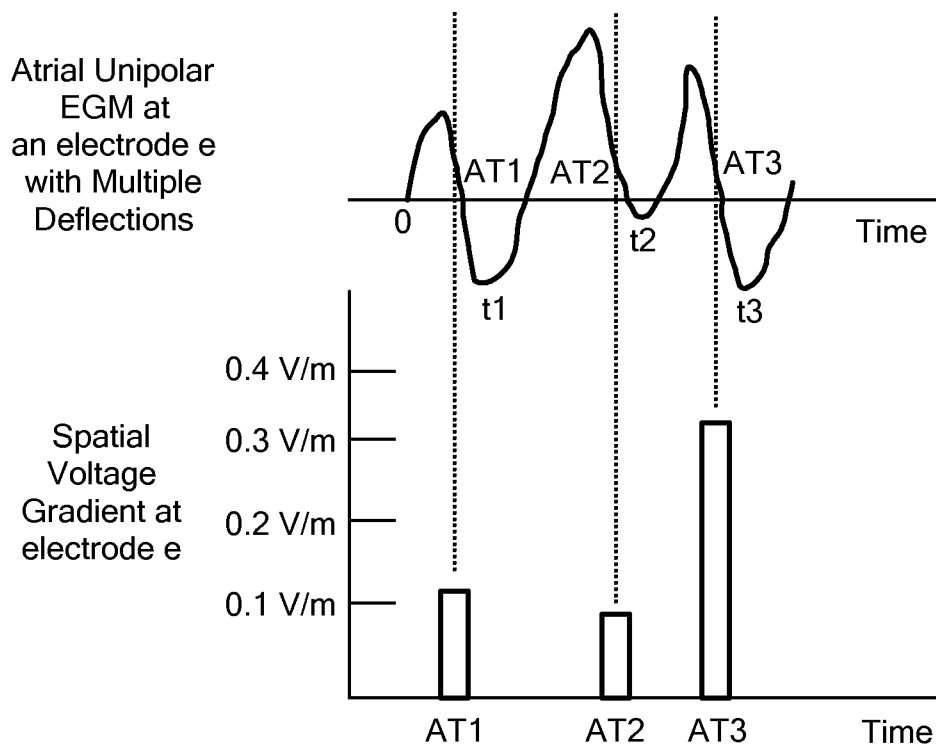 Atrial Unipolar
EGM at
an electrode e
with Multiple
Deflections
AT1
AT2
AT3
0
t1
t2
t3
Time
0.4 V/m
0.3 V/m
0.2 V/m
0.1 V/m
Spatial
Voltage
Gradient at
electrode e
AT1
AT2
AT3
Time